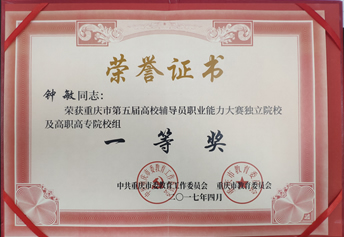 荣誉证书
钟敏同志：
荣获重庆市第五届高校辅导员职业能力大赛独立院校
及高职高专院校组
一等奖
中共重庆市委教育工作委员会 重庆市教育委员会
二〇一七年四月